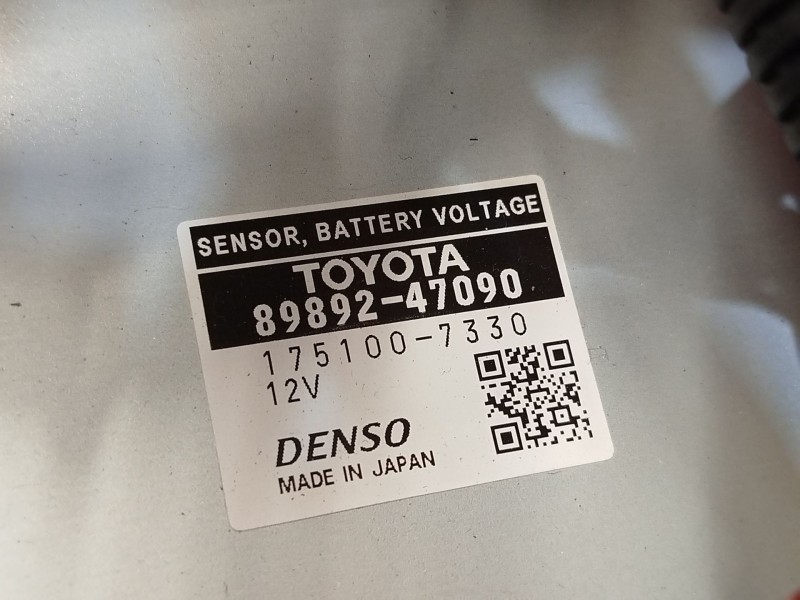 SENSOR, BATTERY VOLTAGE
TOYOTA
89892-47090
175100-7330
12V
DENSO
MADE IN JAPAN